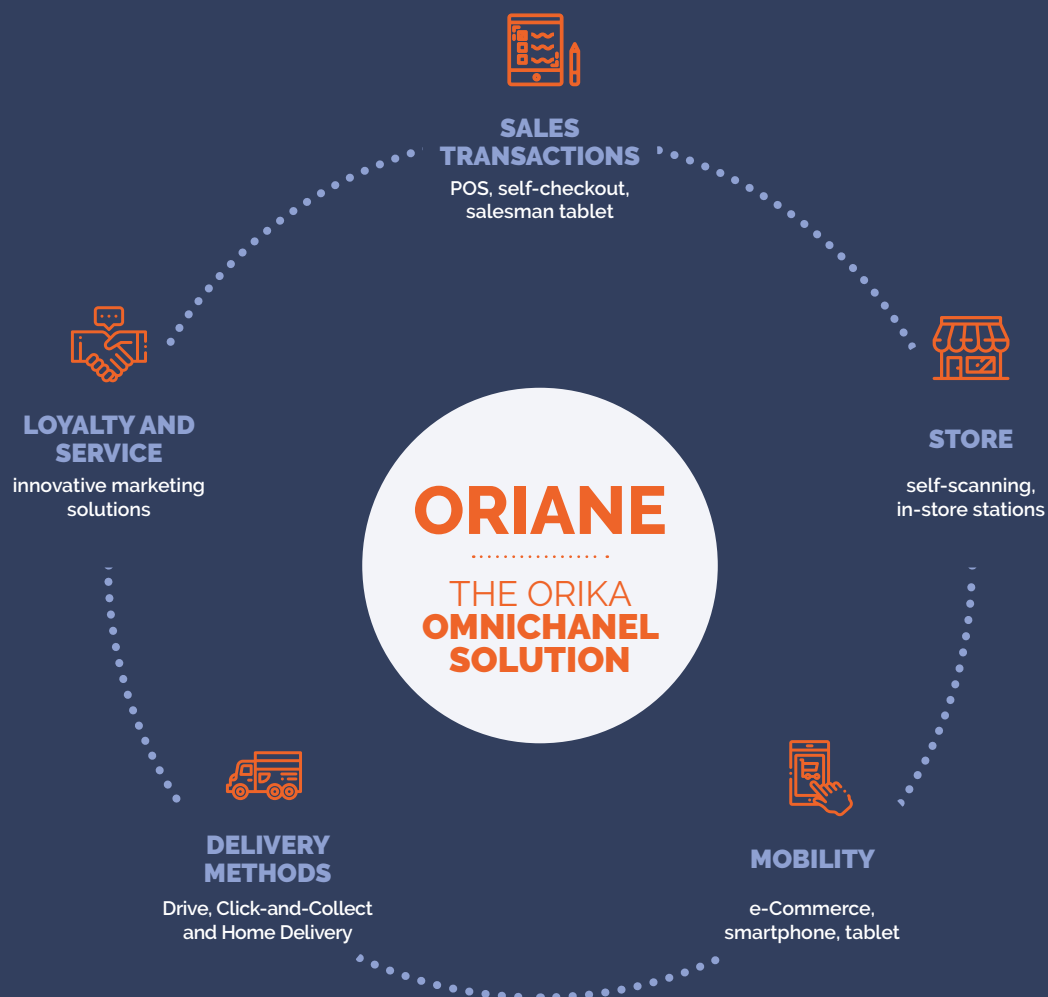 SALES
TRANSACTIONS
POS, self-checkout,
salesman tablet
LOYALTY AND
SERVICE
innovative marketing
solutions
STORE
self-scanning,
in-store stations
ORIANE
THE ORIKA
OMNICHANEL
SOLUTION
DELIVERY
METHODS
Drive, Click-and-Collect
and Home Delivery
MOBILITY
e-Commerce,
smartphone, tablet